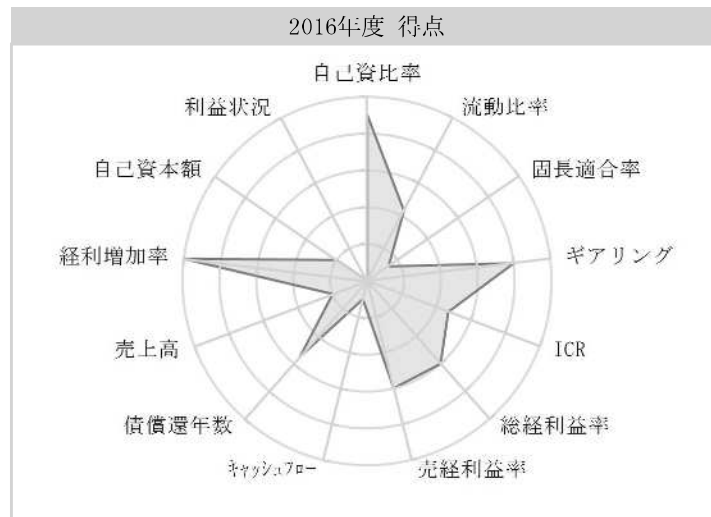 2016年度 得点
自己資比率
流動比率
固長適合率
ギアリング
ICR
総経利益率
売経利益率
キャッシュフロー
債償還年数
売上高
経利増加率
自己資本額
利益状況